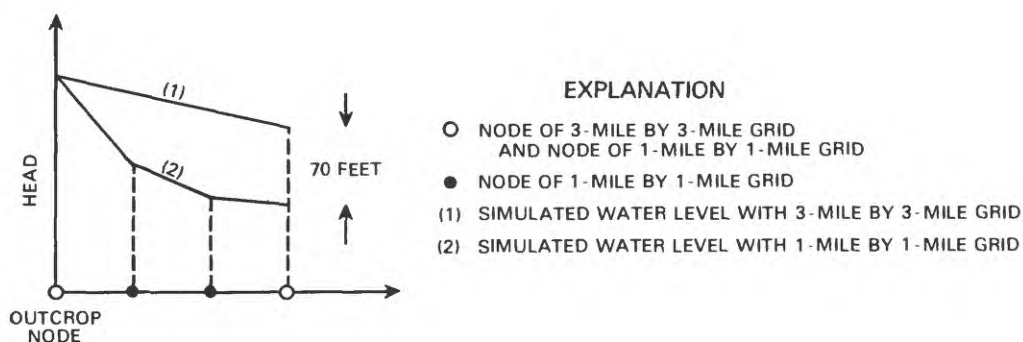 HEAD
(1)
(2)
70 FEET
OUTCROP
NODE
EXPLANATION
NODE OF 3-MILE BY 3-MILE GRID
AND NODE OF 1-MILE BY 1-MILE GRID
NODE OF 1-MILE BY 1-MILE GRID
(1) SIMULATED WATER LEVEL WITH 3-MILE BY 3-MILE GRID
(2) SIMULATED WATER LEVEL WITH 1-MILE BY 1-MILE GRID